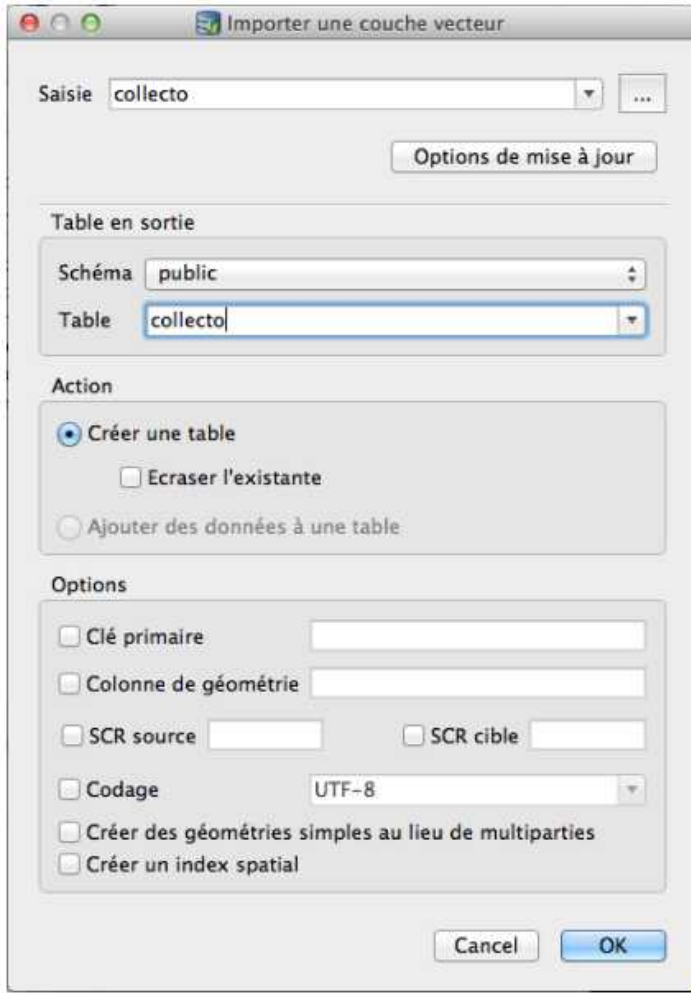 Importer une couche vecteur
Saisie collecto ...
Options de mise à jour
Table en sortie
Schéma public
Table collecto
Action
Créer une table
Ecraser l'existante
Ajouter des données à une table
Options
Clé primaire
Colonne de géométrie
SCR source SCR cible
Codage UTF-8
Créer des géométries simples au lieu de multiparties
Créer un index spatial
Cancel OK